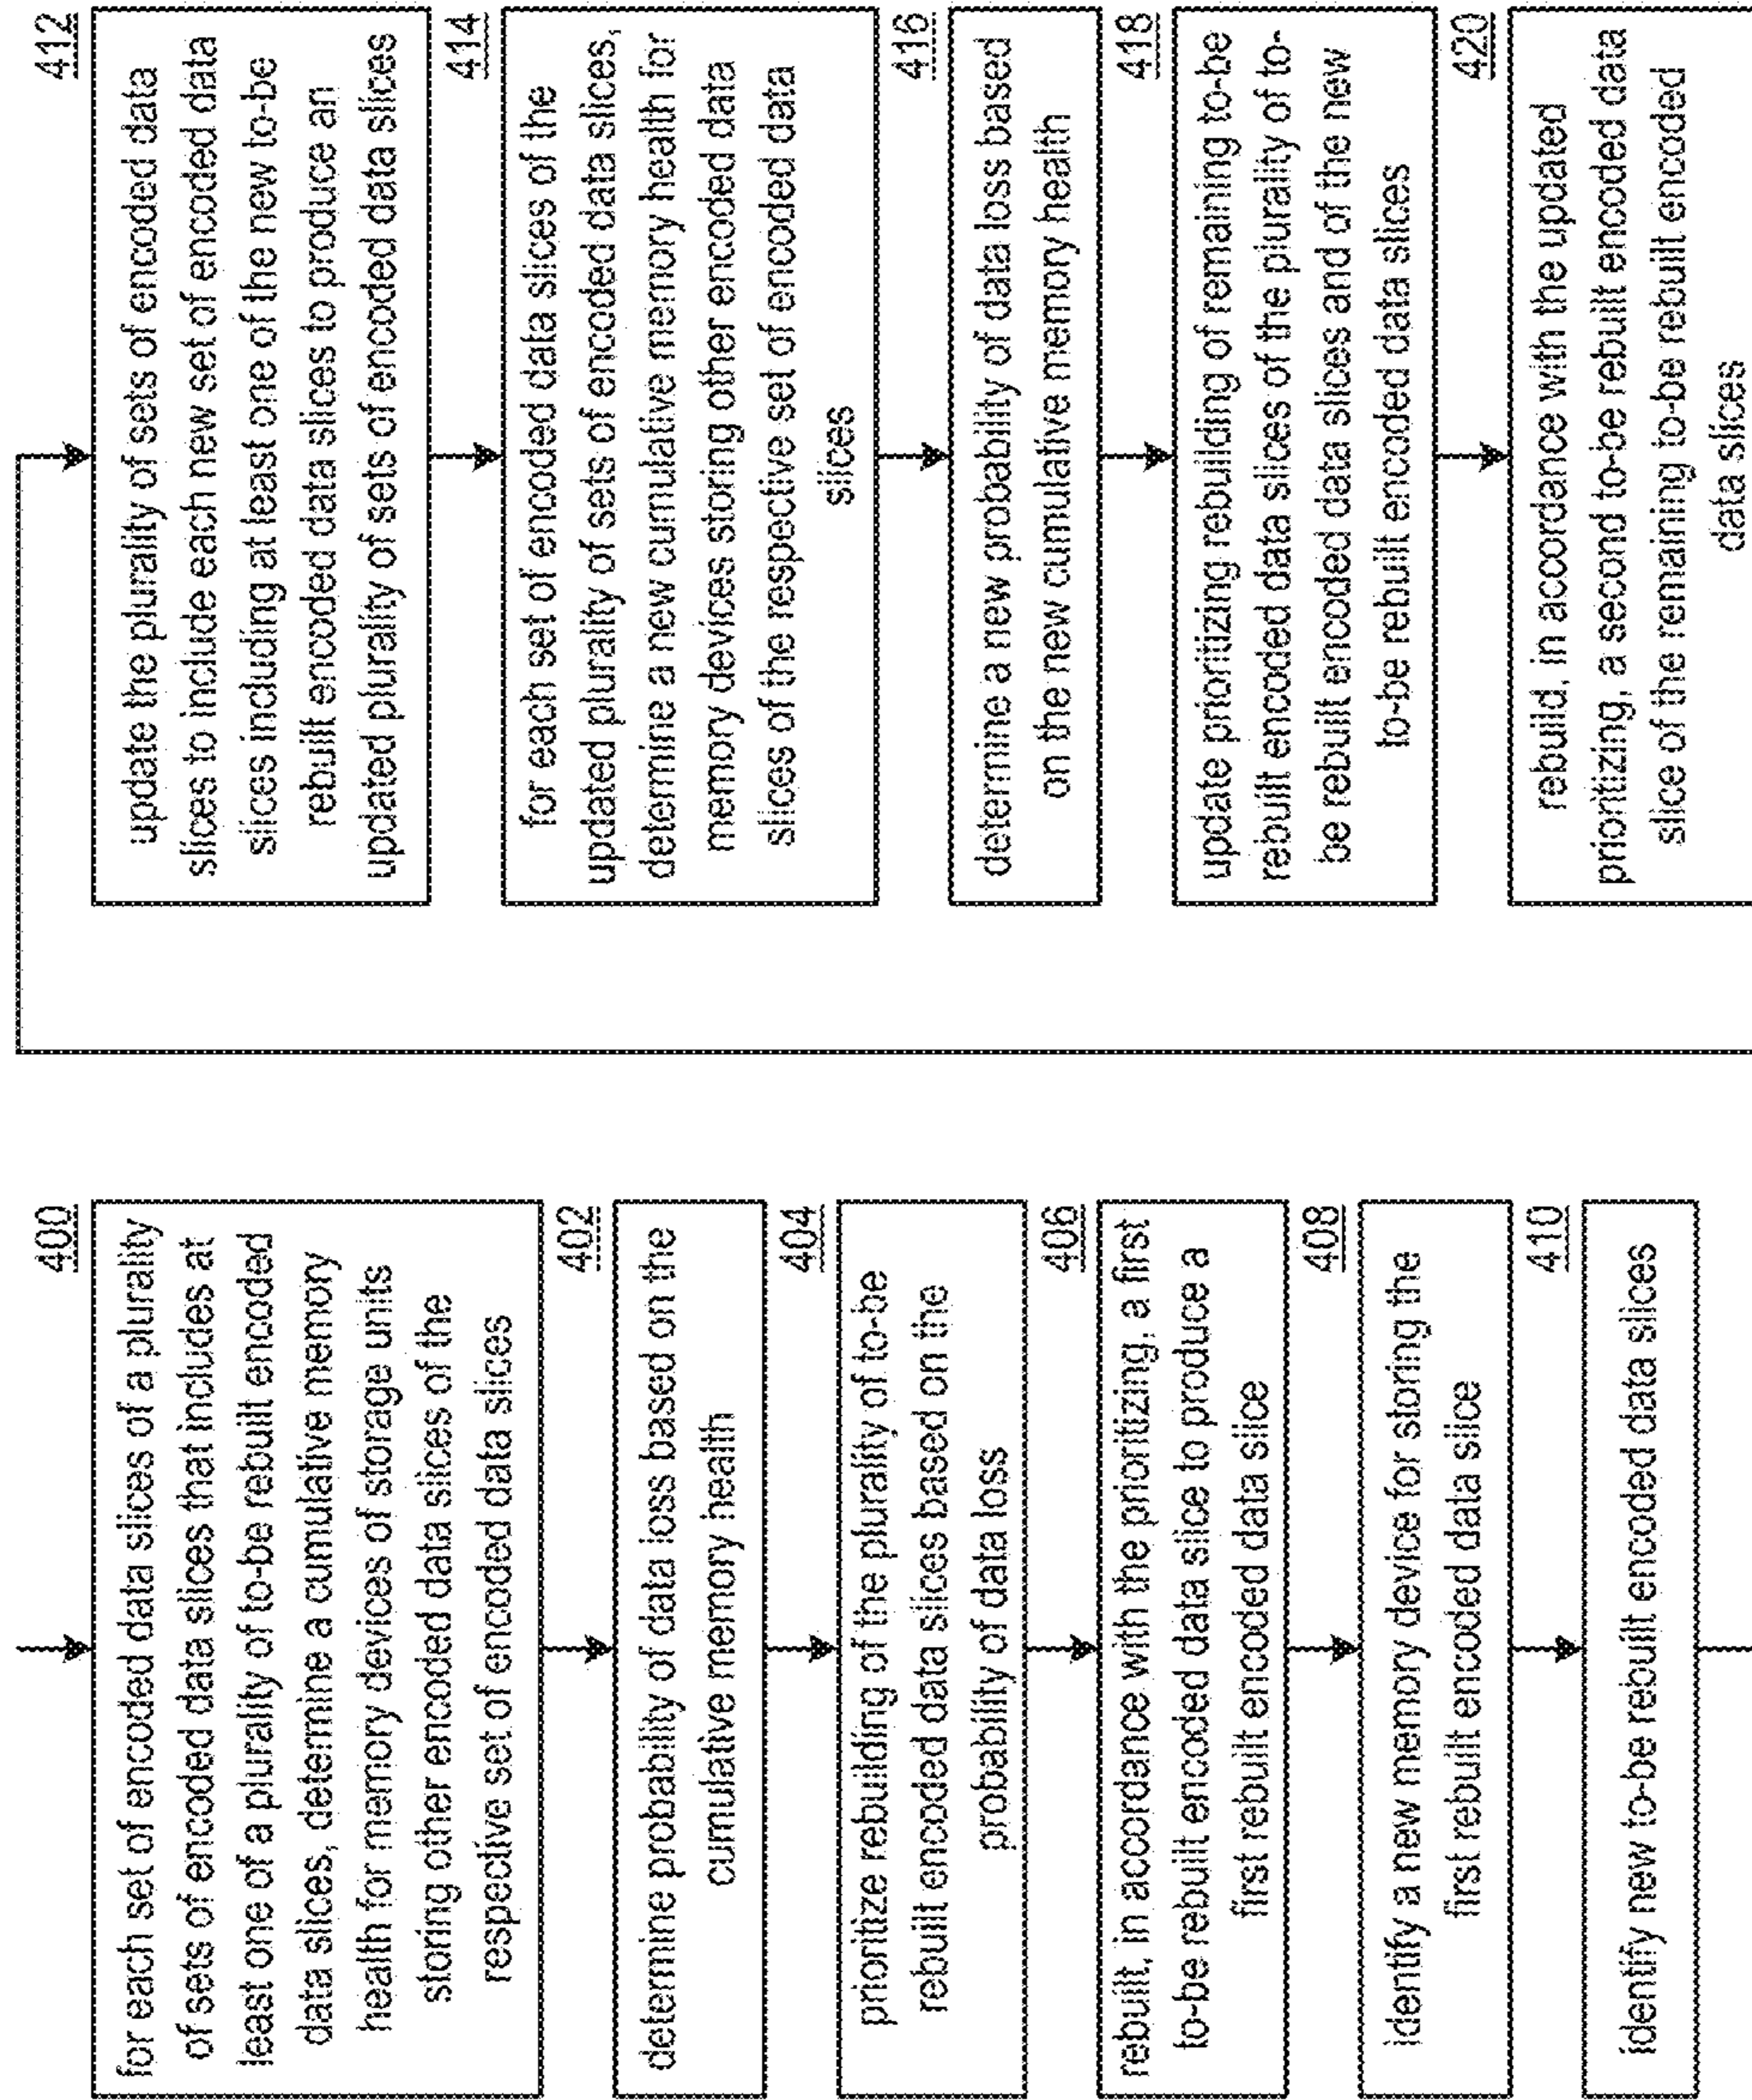 400
for each set of encoded data slices of a plurality
of sets of encoded data slices that includes at
least one of a plurality of to-be rebuilt encoded
data slices, determine a cumulative memory
health for memory devices of storage units
storing other encoded data slices of the
respective set of encoded data slices
402
determine probability of data loss based on the
cumulative memory health
404
prioritize rebuilding of the plurality of to-be
rebuilt encoded data slices based on the
probability of data loss
406
rebuilt, in accordance with the prioritizing, a first
to-be rebuilt encoded data slice to produce a
first rebuilt encoded data slice
408
identify a new memory device for storing the
first rebuilt encoded data slice
410
identify new to-be rebuilt encoded data slices
412
update the plurality of sets of encoded data
slices to include each new set of encoded data
slices including at least one of the new to-be
rebuilt encoded data slices to produce an
updated plurality of sets of encoded data slices
414
for each set of encoded data slices of the
updated plurality of sets of encoded data slices,
determine a new cumulative memory health for
memory devices storing other encoded data
slices of the respective set of encoded data
slices
416
determine a new probability of data loss based
on the new cumulative memory health
418
update prioritizing rebuilding of remaining to-be
rebuilt encoded data slices of the plurality of to-
be rebuilt encoded data slices and of the new
to-be rebuilt encoded data slices
420
rebuild, in accordance with the updated
prioritizing, a second to-be rebuilt encoded data
slice of the remaining to-be rebuilt encoded
data slices